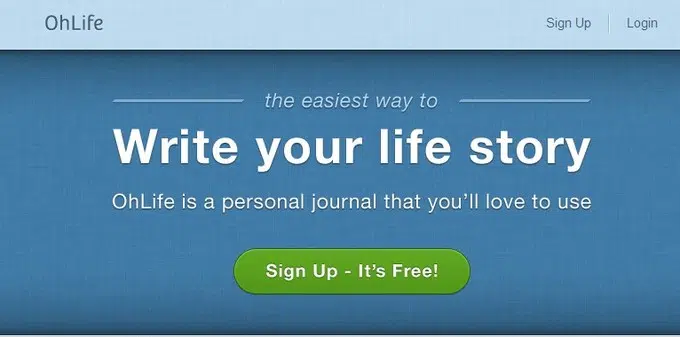 OhLife
Sign Up
Login
the easiest way to
Write your life story
OhLife is a personal journal that you’ll love to use
Sign Up - It’s Free!